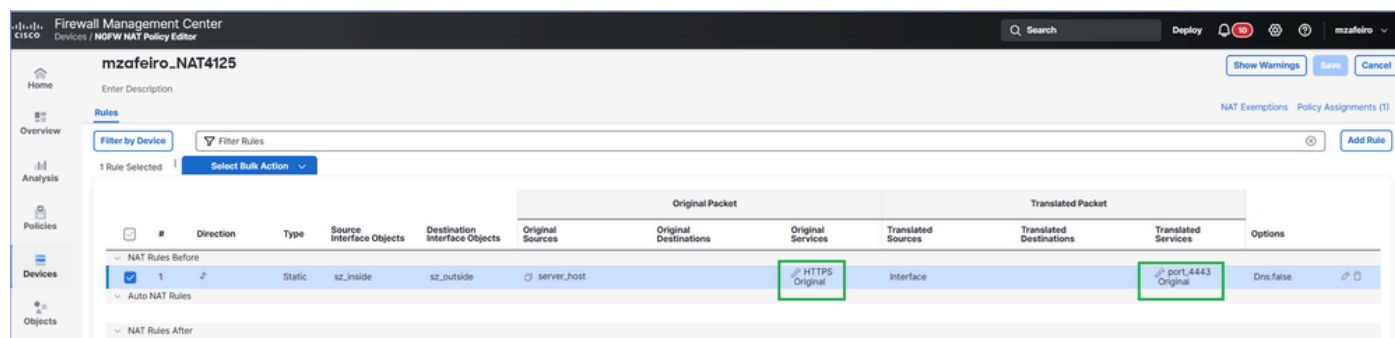 cisco
Firewall Management Center
Devices / NGFW NAT Policy Editor
Search
Deploy
10
mzafeiro
Home
Overview
Analysis
Policies
Devices
Objects
mzafeiro_NAT4125
Enter Description
Show Warnings
Save
Cancel
Rules
NAT Exemptions
Policy Assignments (1)
Filter by Device
Filter Rules
Add Rule
1 Rule Selected
Select Bulk Action
Original Packet
Translated Packet
#
Direction
Type
Source
Interface Objects
Destination
Interface Objects
Original
Sources
Original
Destinations
Original
Services
Translated
Sources
Translated
Destinations
Translated
Services
Options
NAT Rules Before
1
Static
sz_inside
sz_outside
server_host
HTTPS
Original
Interface
port_4443
Original
Dns:false
Auto NAT Rules
NAT Rules After